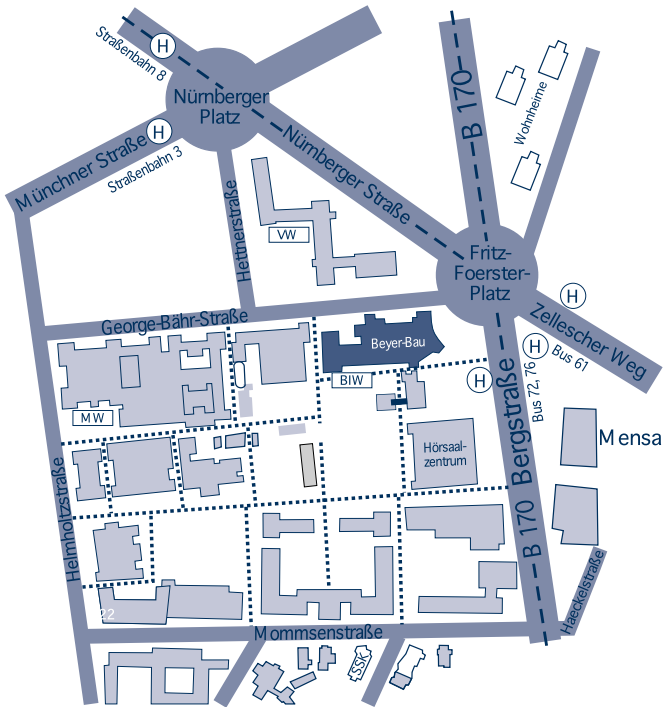 H
Straßenbahn 8
Nürnberger
Platz
H
Münchner Straße
Straßenbahn 3
Nürnberger Straße
B 170
Wohnheime
Hettnerstraße
VW
Fritz-
Foerster-
Platz
H
Zellescher Weg
George-Bähr-Straße
Beyer-Bau
H
Bus 61
BIW
H
Bus 72, 76
MW
Hörsaal-
zentrum
Mensa
B 170 Bergstraße
Helmholtzstraße
Haeckelstraße
22
Mommsenstraße
SSK